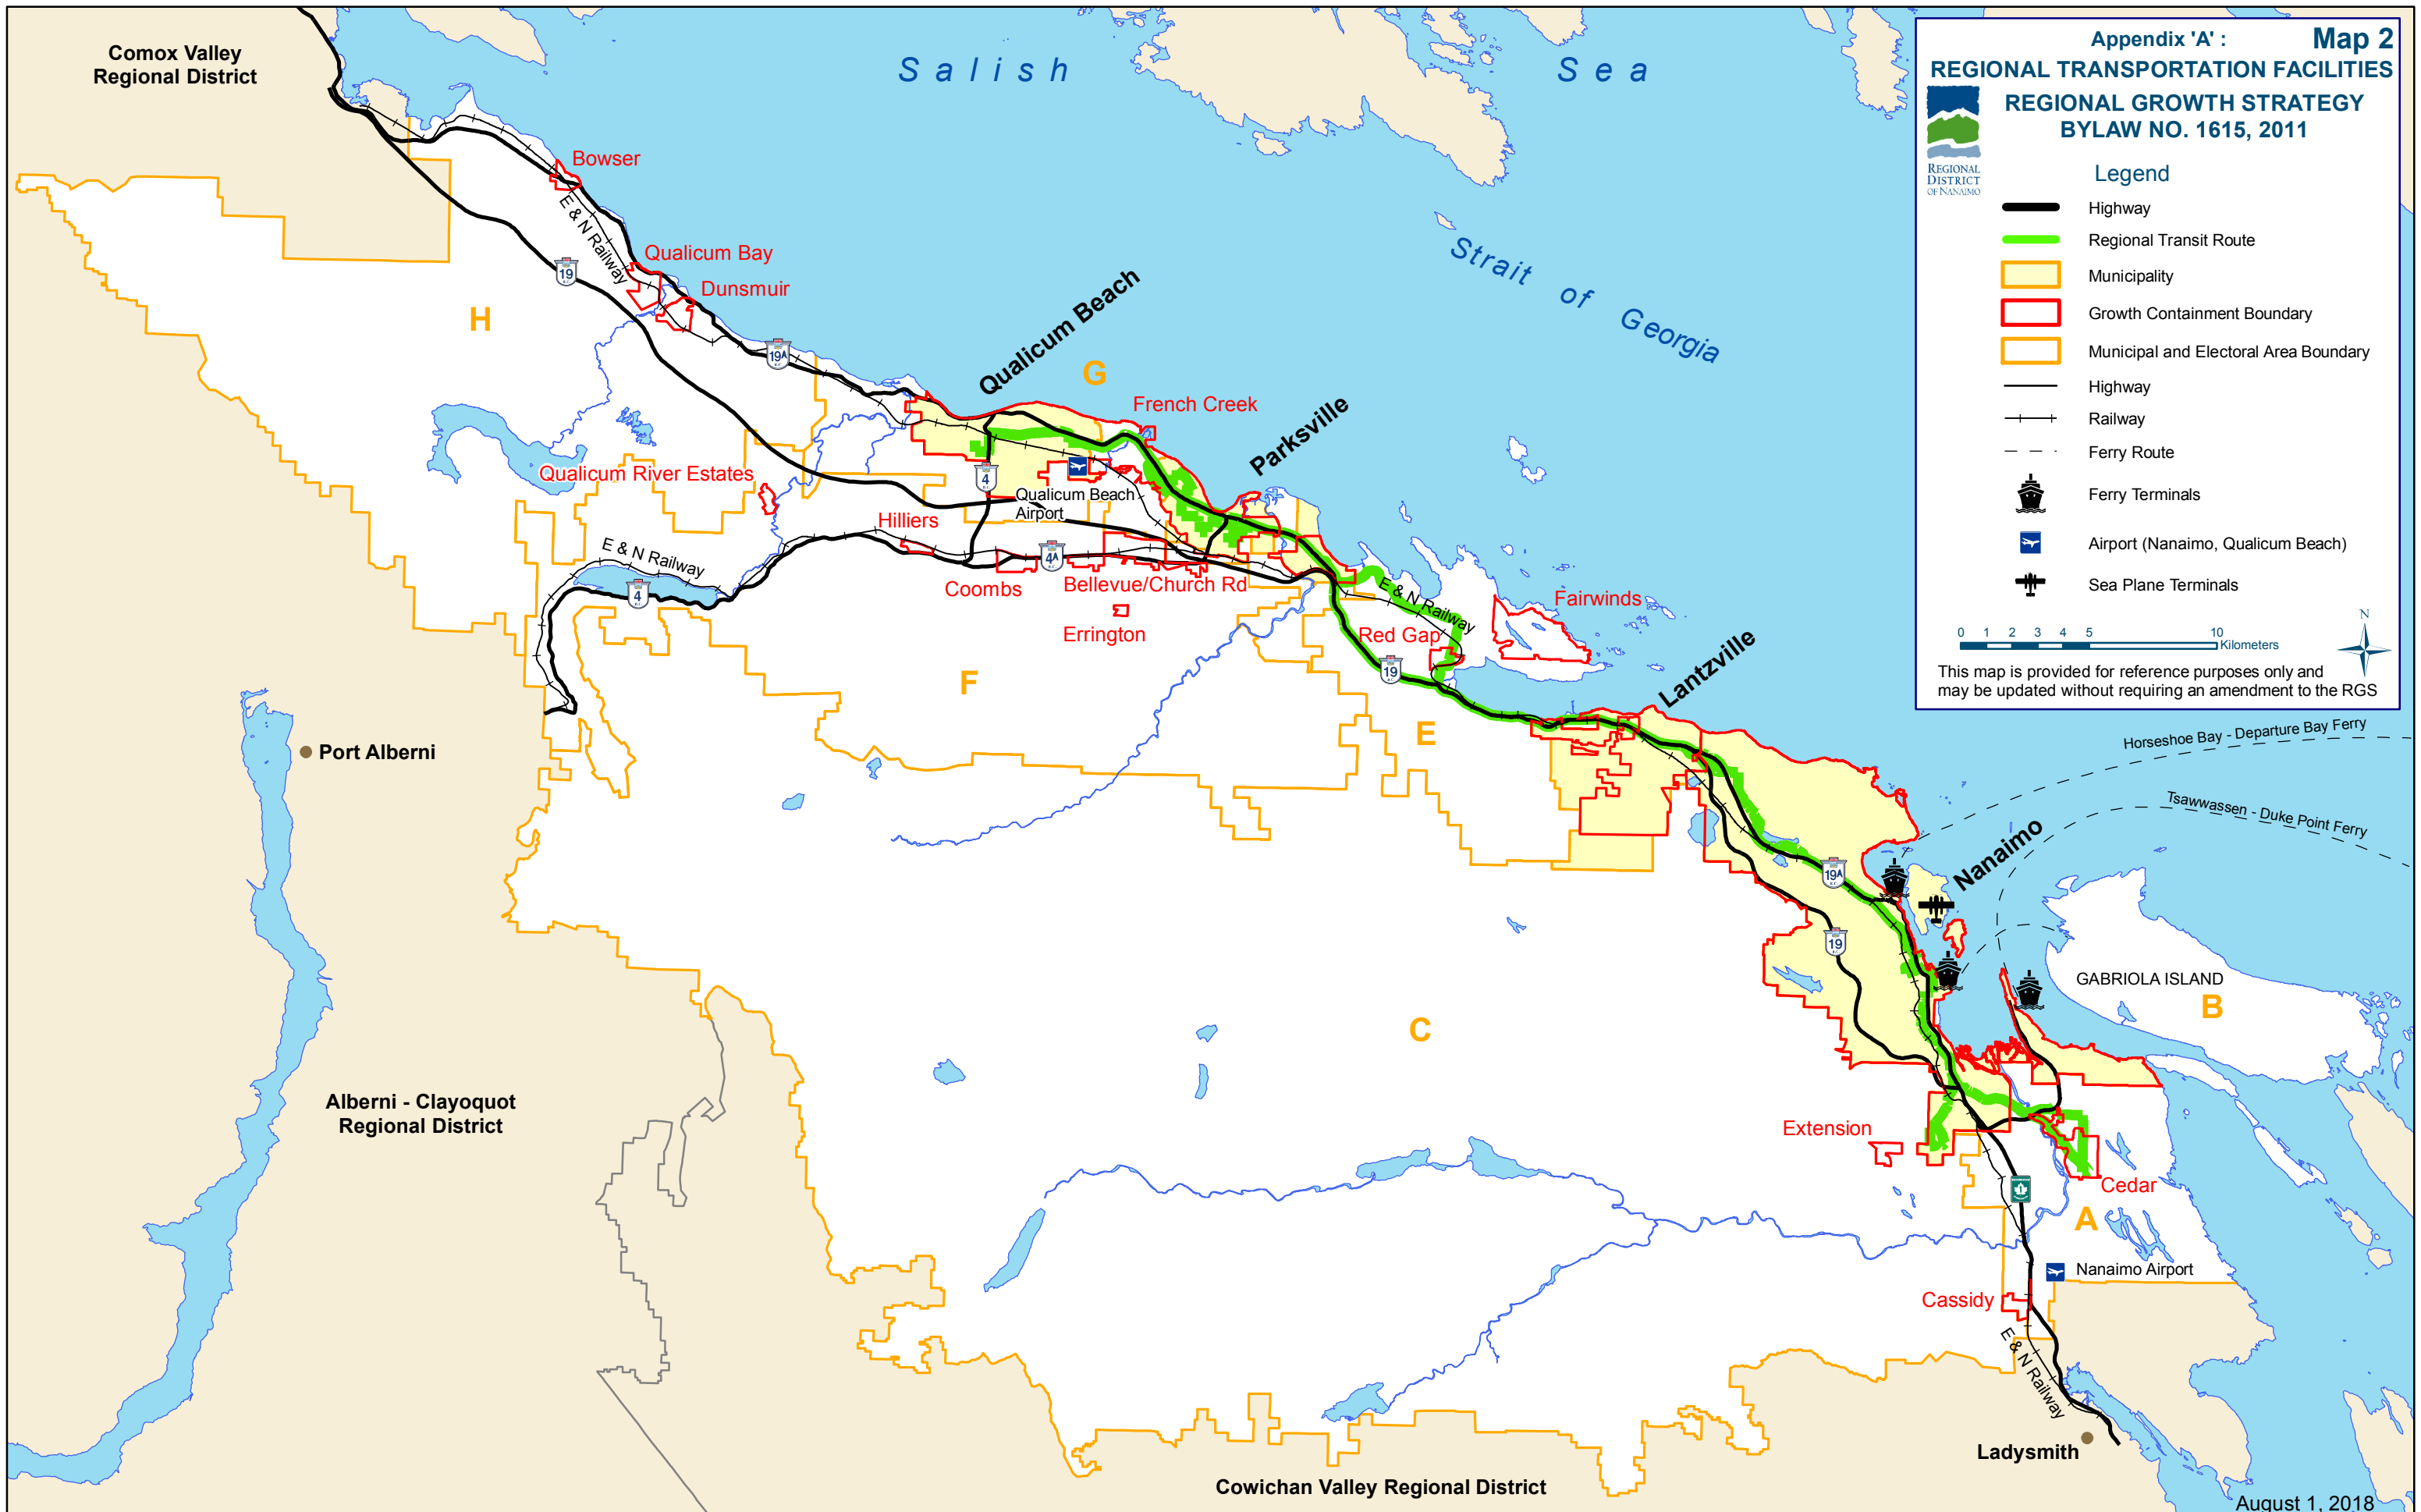 Comox Valley
Regional District
Salish Sea
Appendix 'A' :
Map 2
REGIONAL TRANSPORTATION FACILITIES
REGIONAL GROWTH STRATEGY
BYLAW NO. 1615, 2011
REGIONAL
DISTRICT
OF NANAIMO
Legend
Highway
Regional Transit Route
Municipality
Growth Containment Boundary
Municipal and Electoral Area Boundary
Highway
Railway
Ferry Route
Ferry Terminals
Airport (Nanaimo, Qualicum Beach)
Sea Plane Terminals
N
0 1 2 3 4 5 10
Kilometers
This map is provided for reference purposes only and
may be updated without requiring an amendment to the RGS
Bowser
E & N Railway
19
Qualicum Bay
Dunsmuir
H
19A
Strait of Georgia
Qualicum Beach
G
French Creek
Parksville
Qualicum River Estates
4
Qualicum Beach
Airport
Hilliers
E & N Railway
4
Coombs
4A
Bellevue/Church Rd
Errington
E & N Railway
Red Gap
Fairwinds
19
F
E
Lantzville
Port Alberni
Horseshoe Bay - Departure Bay Ferry
Tsawwassen - Duke Point Ferry
Nanaimo
19A
19
GABRIOLA ISLAND
B
C
Alberni - Clayoquot
Regional District
Extension
1
Cedar
A
Nanaimo Airport
Cassidy
E & N Railway
Ladysmith
Cowichan Valley Regional District
August 1, 2018